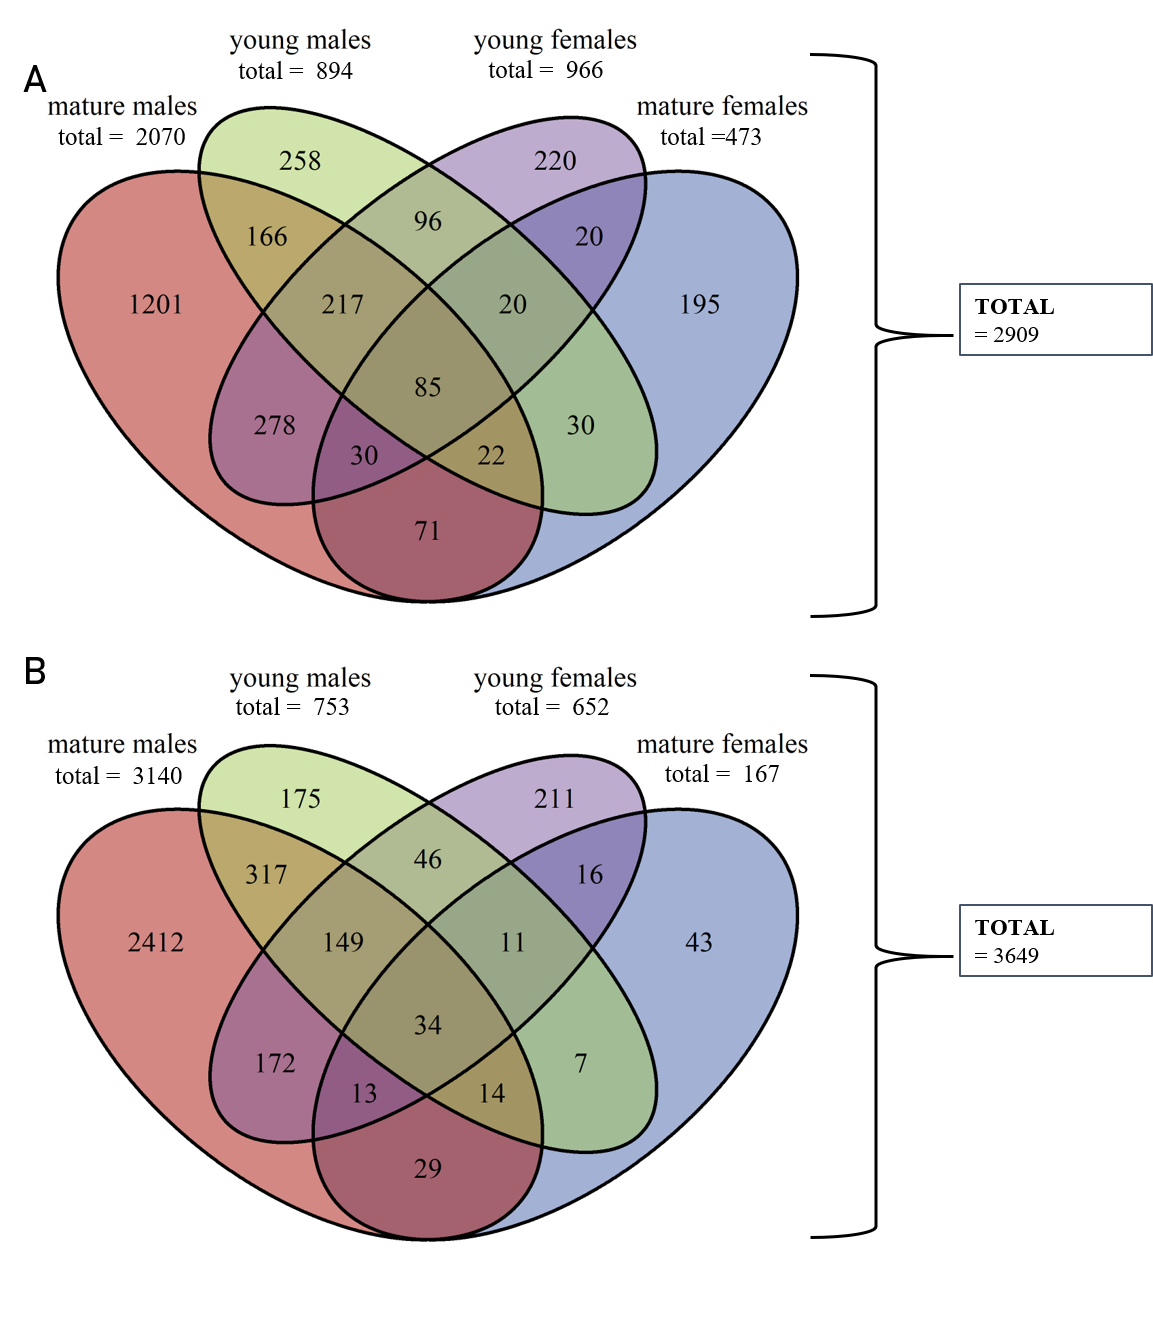 young males
total = 894
young females
total = 966
A
mature males
total = 2070
mature females
total =473
258
220
96
166
20
1201
217
20
195
85
278
30
30
22
71
TOTAL
= 2909
B
young males
total = 753
young females
total = 652
mature males
total = 3140
mature females
total = 167
175
211
46
317
16
2412
149
11
43
34
172
7
13
14
29
TOTAL
= 3649